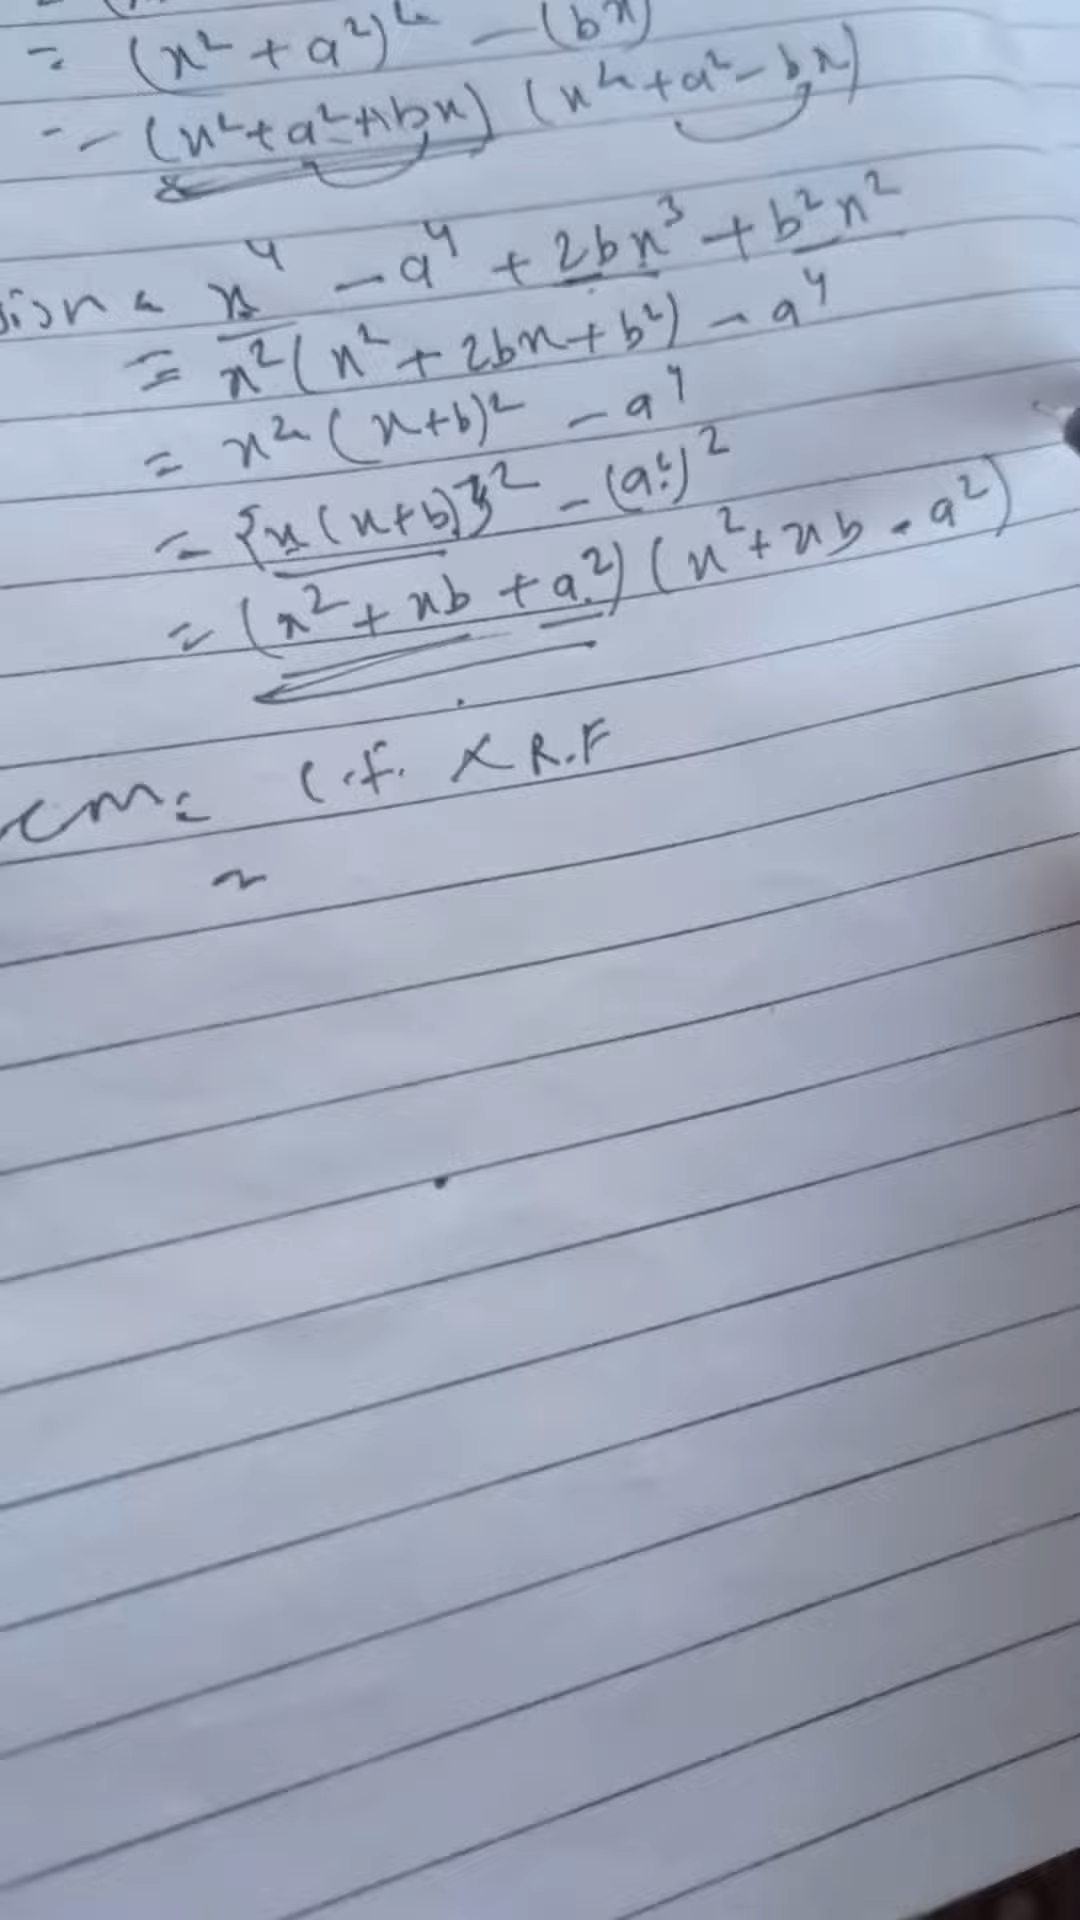 = (x² + a²)² - (bx)
= (x²+a²+bx) (x²+a²-bx)
= x⁴ - a⁴ + 2bx³ + b²x²
= x²(x² + 2bx + b²) - a⁴
= x² (x+b)² - a⁴
= {x(x+b)}² - (a²)²
= (x² + xb + a²) (x² + xb - a²)
cm = C.f. × R.F
=